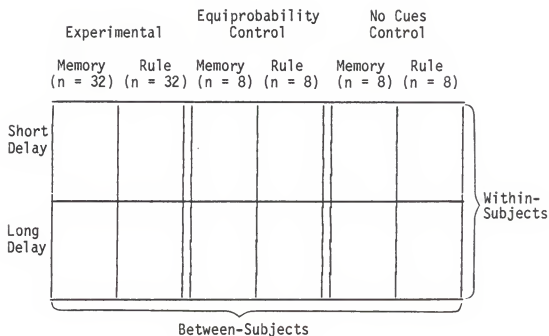 Experimental Equiprobability Control No Cues Control
Memory Rule Memory Rule Memory Rule
(n = 32) (n = 32) (n = 8) (n = 8) (n = 8) (n = 8)
Short
Delay
Within-
Subjects
Long
Delay
Between-Subjects